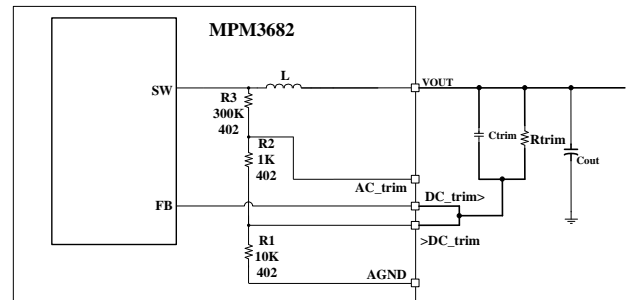 MPM3682
L
SW
VOUT
R3
300K
402
Ctrim
Rtrim
R2
1K
402
Cout
AC_trim
FB
DC_trim>
>DC_trim
R1
10K
402
AGND